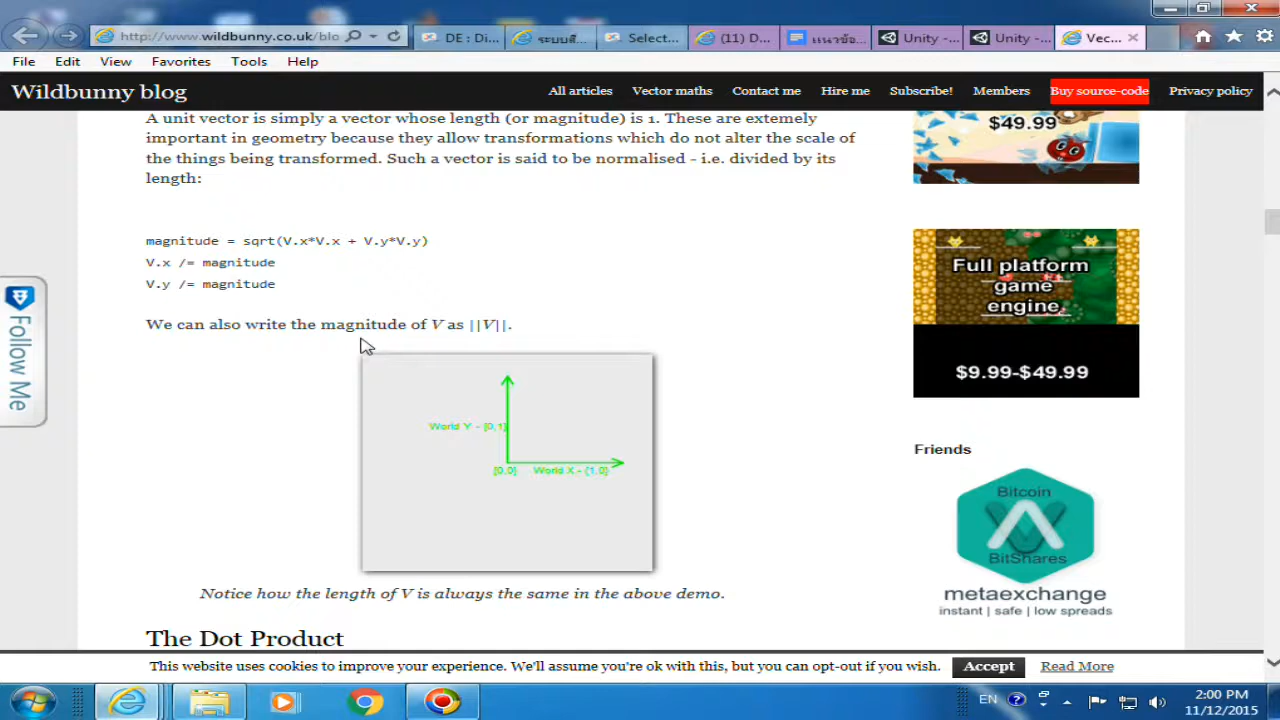 http://www.wildbunny.co.uk/blo
DE : Di...
ระบบสี...
Select...
(11) D...
แนวข้อ...
Unity -...
Unity -...
Vec...
File Edit View Favorites Tools Help
Wildbunny blog
All articles Vector maths Contact me Hire me Subscribe! Members Buy source-code Privacy policy
A unit vector is simply a vector whose length (or magnitude) is 1. These are extemely
important in geometry because they allow transformations which do not alter the scale of
the things being transformed. Such a vector is said to be normalised - i.e. divided by its
length:
magnitude = sqrt(V.x*V.x + V.y*V.y)
V.x /= magnitude
V.y /= magnitude
We can also write the magnitude of V as ||V||.
World Y - [0,1]
[0,0] World X - [1,0]
Notice how the length of V is always the same in the above demo.
The Dot Product
$49.99
Full platform
game
engine
$9.99-$49.99
Friends
Bitcoin
BitShares
metaexchange
instant | safe | low spreads
Follow Me
This website uses cookies to improve your experience. We'll assume you're ok with this, but you can opt-out if you wish. Accept Read More
EN
2:00 PM
11/12/2015